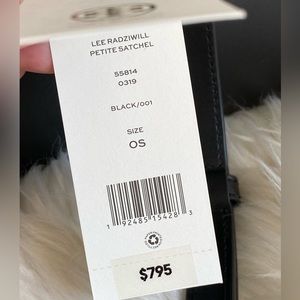 LEE RADZIWILL
PETITE SATCHEL
55814
0319
BLACK/001
SIZE
OS
1 92485 15428 3
$795